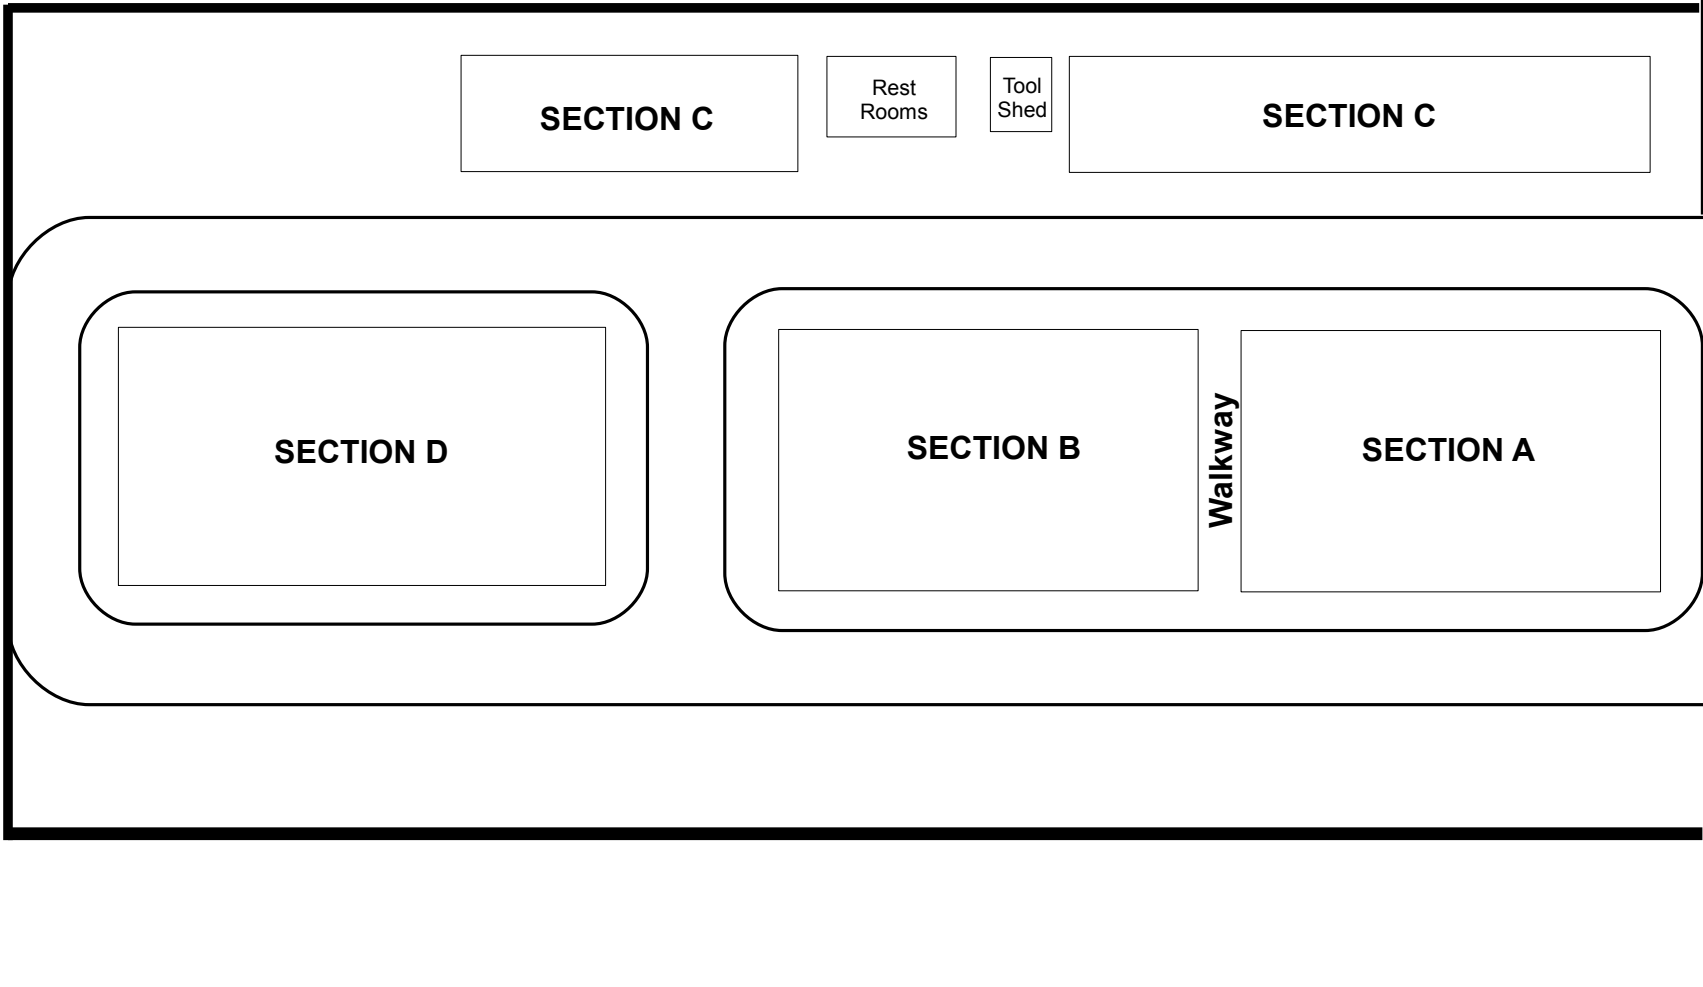 SECTION C
Rest
Rooms
Tool
Shed
SECTION C
SECTION D
SECTION B
Walkway
SECTION A